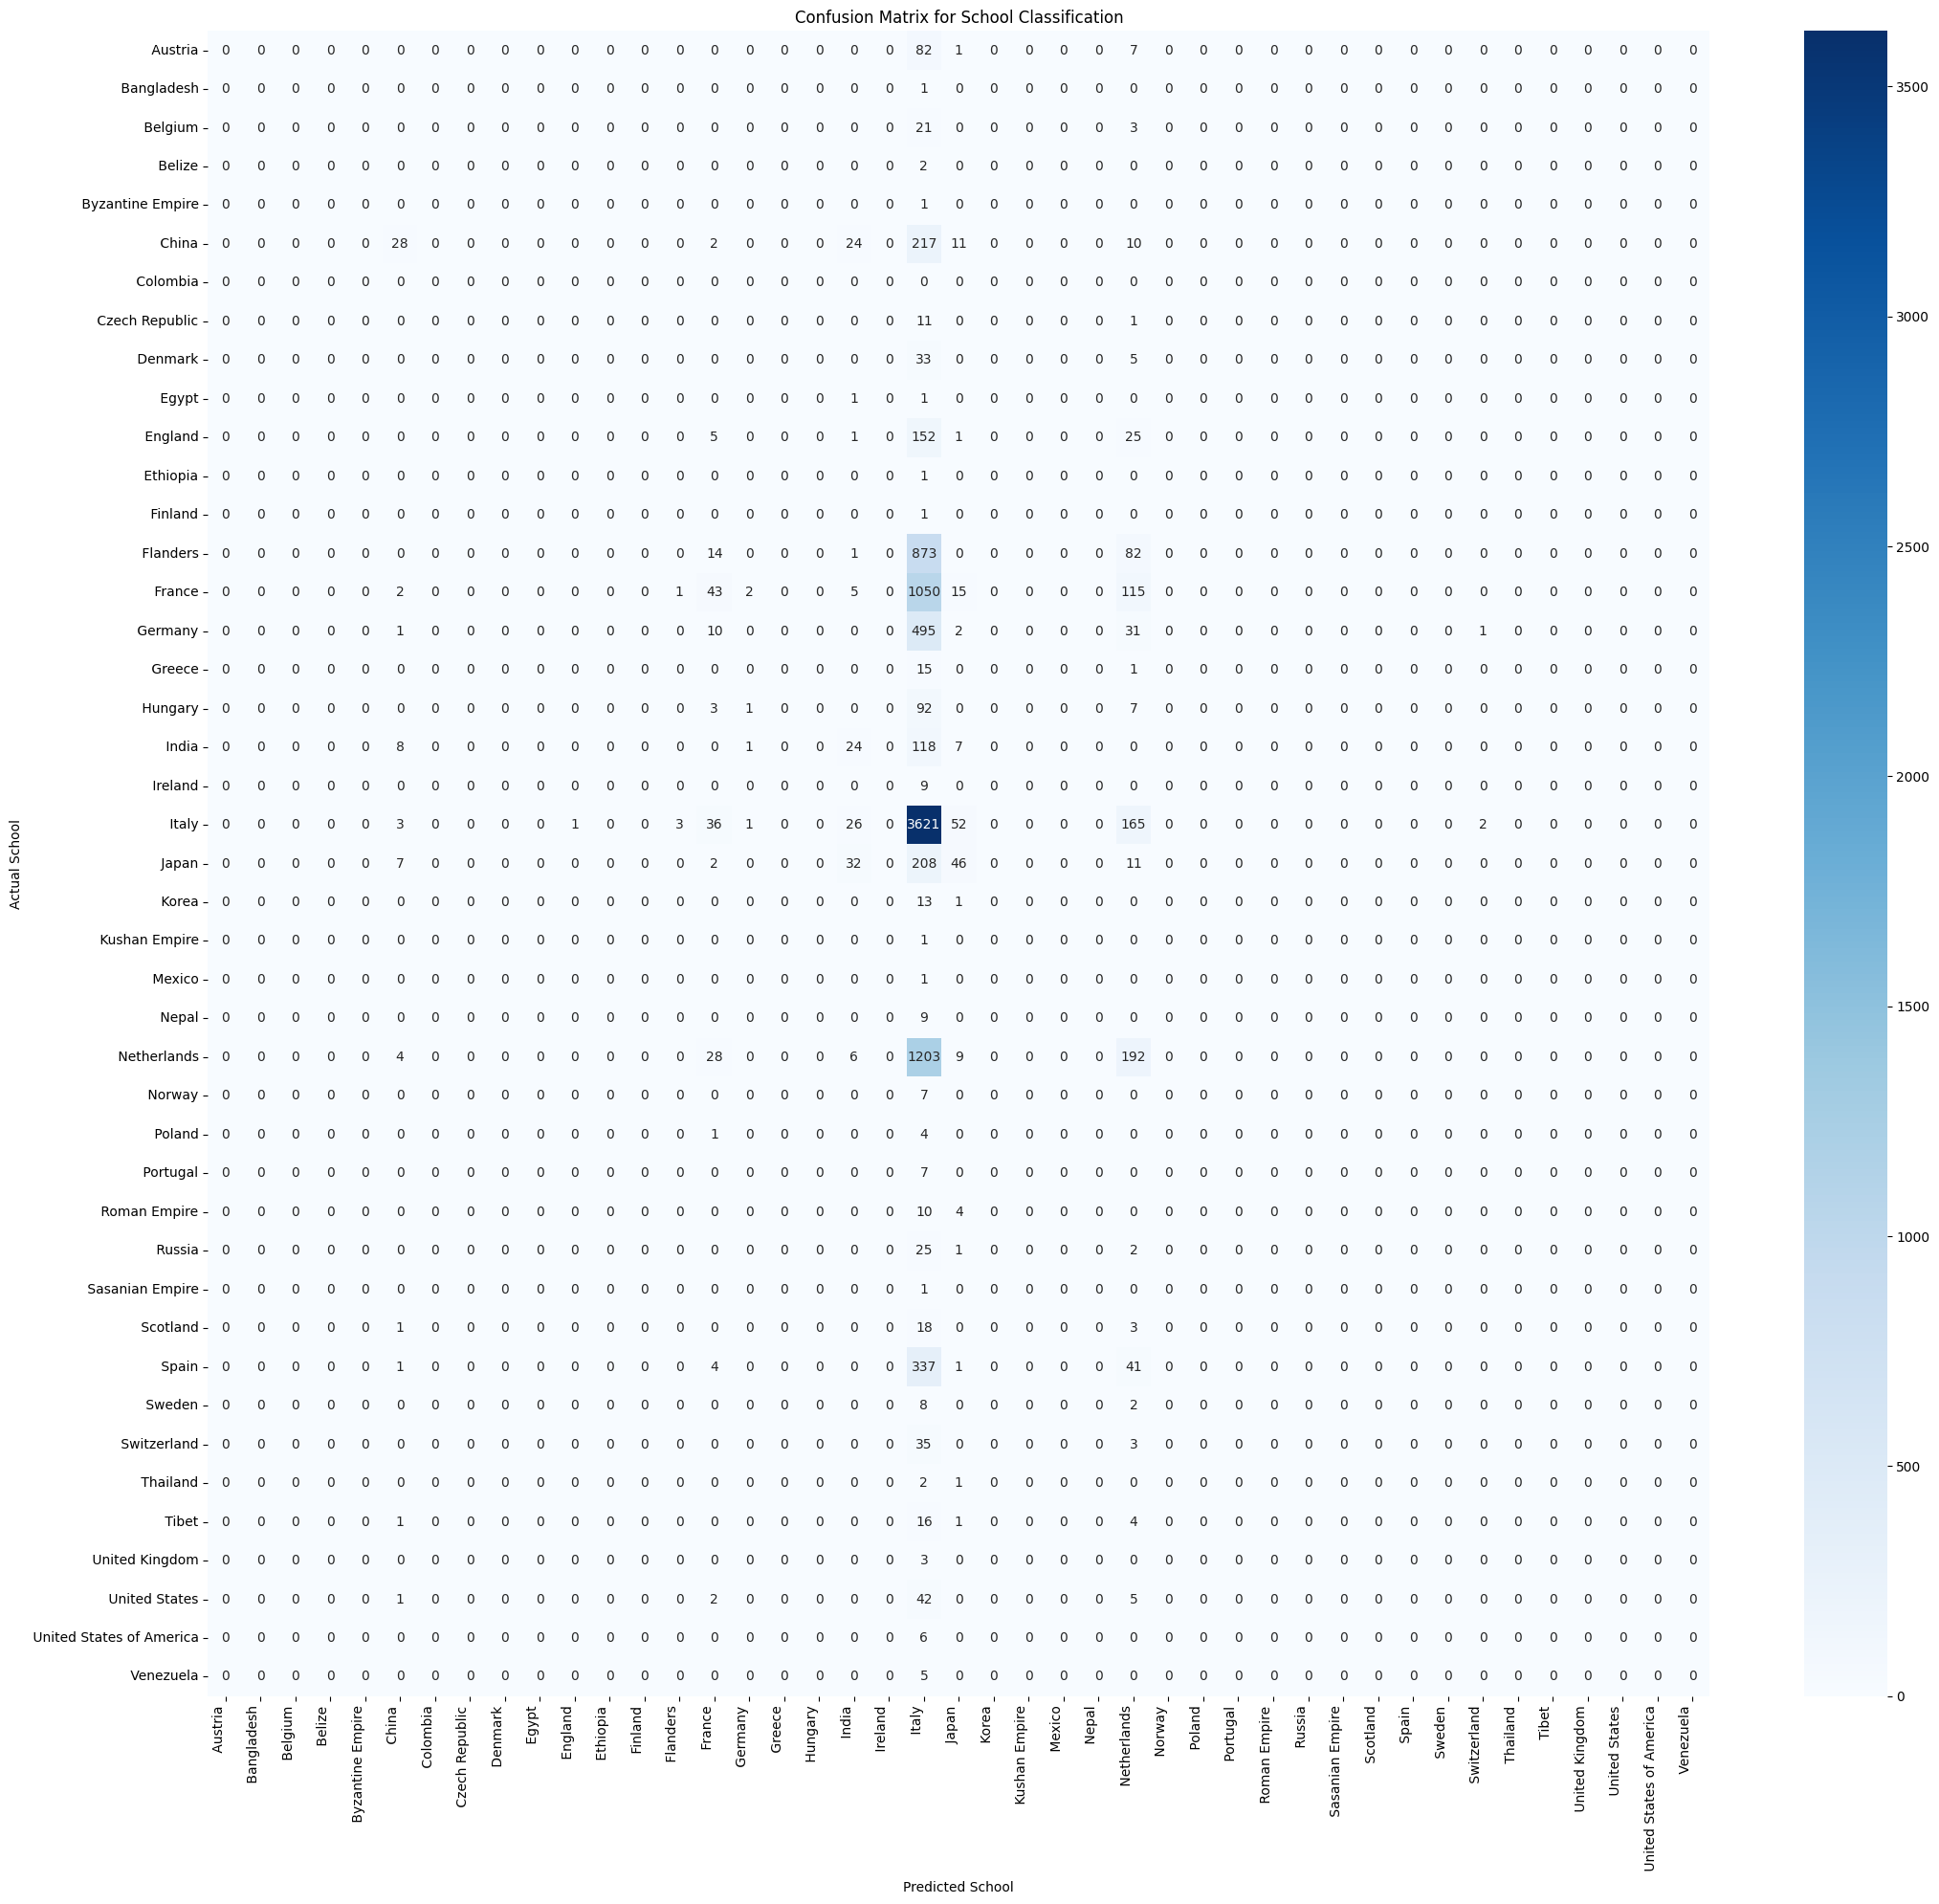 Confusion Matrix for School Classification
Austria 0 0 0 0 0 0 0 0 0 0 0 0 0 0 0 0 0 0 0 0 82 1 0 0 0 0 7 0 0 0 0 0 0 0 0 0 0 0 0 0 0 0 0
Bangladesh 0 0 0 0 0 0 0 0 0 0 0 0 0 0 0 0 0 0 0 0 1 0 0 0 0 0 0 0 0 0 0 0 0 0 0 0 0 0 0 0 0 0 0
Belgium 0 0 0 0 0 0 0 0 0 0 0 0 0 0 0 0 0 0 0 0 21 0 0 0 0 0 3 0 0 0 0 0 0 0 0 0 0 0 0 0 0 0 0
Belize 0 0 0 0 0 0 0 0 0 0 0 0 0 0 0 0 0 0 0 0 2 0 0 0 0 0 0 0 0 0 0 0 0 0 0 0 0 0 0 0 0 0 0
Byzantine Empire 0 0 0 0 0 0 0 0 0 0 0 0 0 0 0 0 0 0 0 0 1 0 0 0 0 0 0 0 0 0 0 0 0 0 0 0 0 0 0 0 0 0 0
China 0 0 0 0 0 28 0 0 0 0 0 0 0 0 2 0 0 0 24 0 217 11 0 0 0 0 10 0 0 0 0 0 0 0 0 0 0 0 0 0 0 0 0
Colombia 0 0 0 0 0 0 0 0 0 0 0 0 0 0 0 0 0 0 0 0 0 0 0 0 0 0 0 0 0 0 0 0 0 0 0 0 0 0 0 0 0 0 0
Czech Republic 0 0 0 0 0 0 0 0 0 0 0 0 0 0 0 0 0 0 0 0 11 0 0 0 0 0 1 0 0 0 0 0 0 0 0 0 0 0 0 0 0 0 0
Denmark 0 0 0 0 0 0 0 0 0 0 0 0 0 0 0 0 0 0 0 0 33 0 0 0 0 0 5 0 0 0 0 0 0 0 0 0 0 0 0 0 0 0 0
Egypt 0 0 0 0 0 0 0 0 0 0 0 0 0 0 0 0 0 0 1 0 1 0 0 0 0 0 0 0 0 0 0 0 0 0 0 0 0 0 0 0 0 0 0
England 0 0 0 0 0 0 0 0 0 0 0 0 0 0 5 0 0 0 1 0 152 1 0 0 0 0 25 0 0 0 0 0 0 0 0 0 0 0 0 0 0 0 0
Ethiopia 0 0 0 0 0 0 0 0 0 0 0 0 0 0 0 0 0 0 0 0 1 0 0 0 0 0 0 0 0 0 0 0 0 0 0 0 0 0 0 0 0 0 0
Finland 0 0 0 0 0 0 0 0 0 0 0 0 0 0 0 0 0 0 0 0 1 0 0 0 0 0 0 0 0 0 0 0 0 0 0 0 0 0 0 0 0 0 0
Flanders 0 0 0 0 0 0 0 0 0 0 0 0 0 0 14 0 0 0 1 0 873 0 0 0 0 0 82 0 0 0 0 0 0 0 0 0 0 0 0 0 0 0 0
France 0 0 0 0 0 2 0 0 0 0 0 0 0 1 43 2 0 0 5 0 1050 15 0 0 0 0 115 0 0 0 0 0 0 0 0 0 0 0 0 0 0 0 0
Germany 0 0 0 0 0 1 0 0 0 0 0 0 0 0 10 0 0 0 0 0 495 2 0 0 0 0 31 0 0 0 0 0 0 0 0 0 1 0 0 0 0 0 0
Greece 0 0 0 0 0 0 0 0 0 0 0 0 0 0 0 0 0 0 0 0 15 0 0 0 0 0 1 0 0 0 0 0 0 0 0 0 0 0 0 0 0 0 0
Hungary 0 0 0 0 0 0 0 0 0 0 0 0 0 0 3 1 0 0 0 0 92 0 0 0 0 0 7 0 0 0 0 0 0 0 0 0 0 0 0 0 0 0 0
India 0 0 0 0 0 8 0 0 0 0 0 0 0 0 0 1 0 0 24 0 118 7 0 0 0 0 0 0 0 0 0 0 0 0 0 0 0 0 0 0 0 0 0
Ireland 0 0 0 0 0 0 0 0 0 0 0 0 0 0 0 0 0 0 0 0 9 0 0 0 0 0 0 0 0 0 0 0 0 0 0 0 0 0 0 0 0 0 0
Italy 0 0 0 0 0 3 0 0 0 0 1 0 0 3 36 1 0 0 26 0 3621 52 0 0 0 0 165 0 0 0 0 0 0 0 0 0 2 0 0 0 0 0 0
Japan 0 0 0 0 0 7 0 0 0 0 0 0 0 0 2 0 0 0 32 0 208 46 0 0 0 0 11 0 0 0 0 0 0 0 0 0 0 0 0 0 0 0 0
Korea 0 0 0 0 0 0 0 0 0 0 0 0 0 0 0 0 0 0 0 0 13 1 0 0 0 0 0 0 0 0 0 0 0 0 0 0 0 0 0 0 0 0 0
Kushan Empire 0 0 0 0 0 0 0 0 0 0 0 0 0 0 0 0 0 0 0 0 1 0 0 0 0 0 0 0 0 0 0 0 0 0 0 0 0 0 0 0 0 0 0
Mexico 0 0 0 0 0 0 0 0 0 0 0 0 0 0 0 0 0 0 0 0 1 0 0 0 0 0 0 0 0 0 0 0 0 0 0 0 0 0 0 0 0 0 0
Nepal 0 0 0 0 0 0 0 0 0 0 0 0 0 0 0 0 0 0 0 0 9 0 0 0 0 0 0 0 0 0 0 0 0 0 0 0 0 0 0 0 0 0 0
Netherlands 0 0 0 0 0 4 0 0 0 0 0 0 0 0 28 0 0 0 6 0 1203 9 0 0 0 0 192 0 0 0 0 0 0 0 0 0 0 0 0 0 0 0 0
Norway 0 0 0 0 0 0 0 0 0 0 0 0 0 0 0 0 0 0 0 0 7 0 0 0 0 0 0 0 0 0 0 0 0 0 0 0 0 0 0 0 0 0 0
Poland 0 0 0 0 0 0 0 0 0 0 0 0 0 0 1 0 0 0 0 0 4 0 0 0 0 0 0 0 0 0 0 0 0 0 0 0 0 0 0 0 0 0 0
Portugal 0 0 0 0 0 0 0 0 0 0 0 0 0 0 0 0 0 0 0 0 7 0 0 0 0 0 0 0 0 0 0 0 0 0 0 0 0 0 0 0 0 0 0
Roman Empire 0 0 0 0 0 0 0 0 0 0 0 0 0 0 0 0 0 0 0 0 10 4 0 0 0 0 0 0 0 0 0 0 0 0 0 0 0 0 0 0 0 0 0
Russia 0 0 0 0 0 0 0 0 0 0 0 0 0 0 0 0 0 0 0 0 25 1 0 0 0 0 2 0 0 0 0 0 0 0 0 0 0 0 0 0 0 0 0
Sasanian Empire 0 0 0 0 0 0 0 0 0 0 0 0 0 0 0 0 0 0 0 0 1 0 0 0 0 0 0 0 0 0 0 0 0 0 0 0 0 0 0 0 0 0 0
Scotland 0 0 0 0 0 1 0 0 0 0 0 0 0 0 0 0 0 0 0 0 18 0 0 0 0 0 3 0 0 0 0 0 0 0 0 0 0 0 0 0 0 0 0
Spain 0 0 0 0 0 1 0 0 0 0 0 0 0 0 4 0 0 0 0 0 337 1 0 0 0 0 41 0 0 0 0 0 0 0 0 0 0 0 0 0 0 0 0
Sweden 0 0 0 0 0 0 0 0 0 0 0 0 0 0 0 0 0 0 0 0 8 0 0 0 0 0 2 0 0 0 0 0 0 0 0 0 0 0 0 0 0 0 0
Switzerland 0 0 0 0 0 0 0 0 0 0 0 0 0 0 0 0 0 0 0 0 35 0 0 0 0 0 3 0 0 0 0 0 0 0 0 0 0 0 0 0 0 0 0
Thailand 0 0 0 0 0 0 0 0 0 0 0 0 0 0 0 0 0 0 0 0 2 1 0 0 0 0 0 0 0 0 0 0 0 0 0 0 0 0 0 0 0 0 0
Tibet 0 0 0 0 0 1 0 0 0 0 0 0 0 0 0 0 0 0 0 0 16 1 0 0 0 0 4 0 0 0 0 0 0 0 0 0 0 0 0 0 0 0 0
United Kingdom 0 0 0 0 0 0 0 0 0 0 0 0 0 0 0 0 0 0 0 0 3 0 0 0 0 0 0 0 0 0 0 0 0 0 0 0 0 0 0 0 0 0 0
United States 0 0 0 0 0 1 0 0 0 0 0 0 0 0 2 0 0 0 0 0 42 0 0 0 0 0 5 0 0 0 0 0 0 0 0 0 0 0 0 0 0 0 0
United States of America 0 0 0 0 0 0 0 0 0 0 0 0 0 0 0 0 0 0 0 0 6 0 0 0 0 0 0 0 0 0 0 0 0 0 0 0 0 0 0 0 0 0 0
Venezuela 0 0 0 0 0 0 0 0 0 0 0 0 0 0 0 0 0 0 0 0 5 0 0 0 0 0 0 0 0 0 0 0 0 0 0 0 0 0 0 0 0 0 0
Actual School
Austria
Bangladesh
Belgium
Belize
Byzantine Empire
China
Colombia
Czech Republic
Denmark
Egypt
England
Ethiopia
Finland
Flanders
France
Germany
Greece
Hungary
India
Ireland
Italy
Japan
Korea
Kushan Empire
Mexico
Nepal
Netherlands
Norway
Poland
Portugal
Roman Empire
Russia
Sasanian Empire
Scotland
Spain
Sweden
Switzerland
Thailand
Tibet
United Kingdom
United States
United States of America
Venezuela
Predicted School
3500
3000
2500
2000
1500
1000
500
0